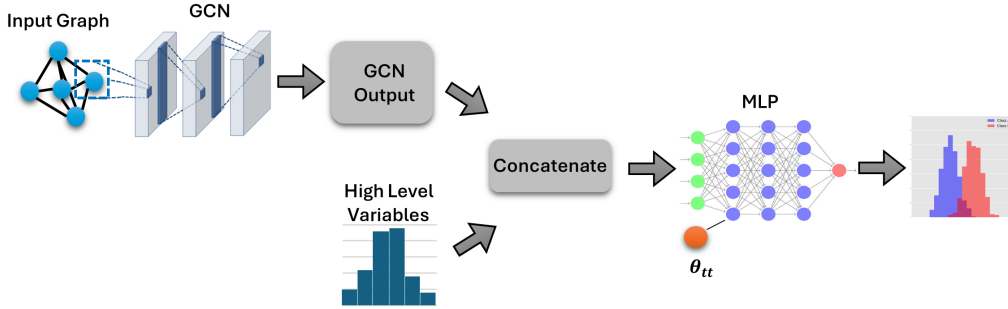 Input Graph
GCN
GCN
Output
High Level
Variables
Concatenate
MLP
θtt